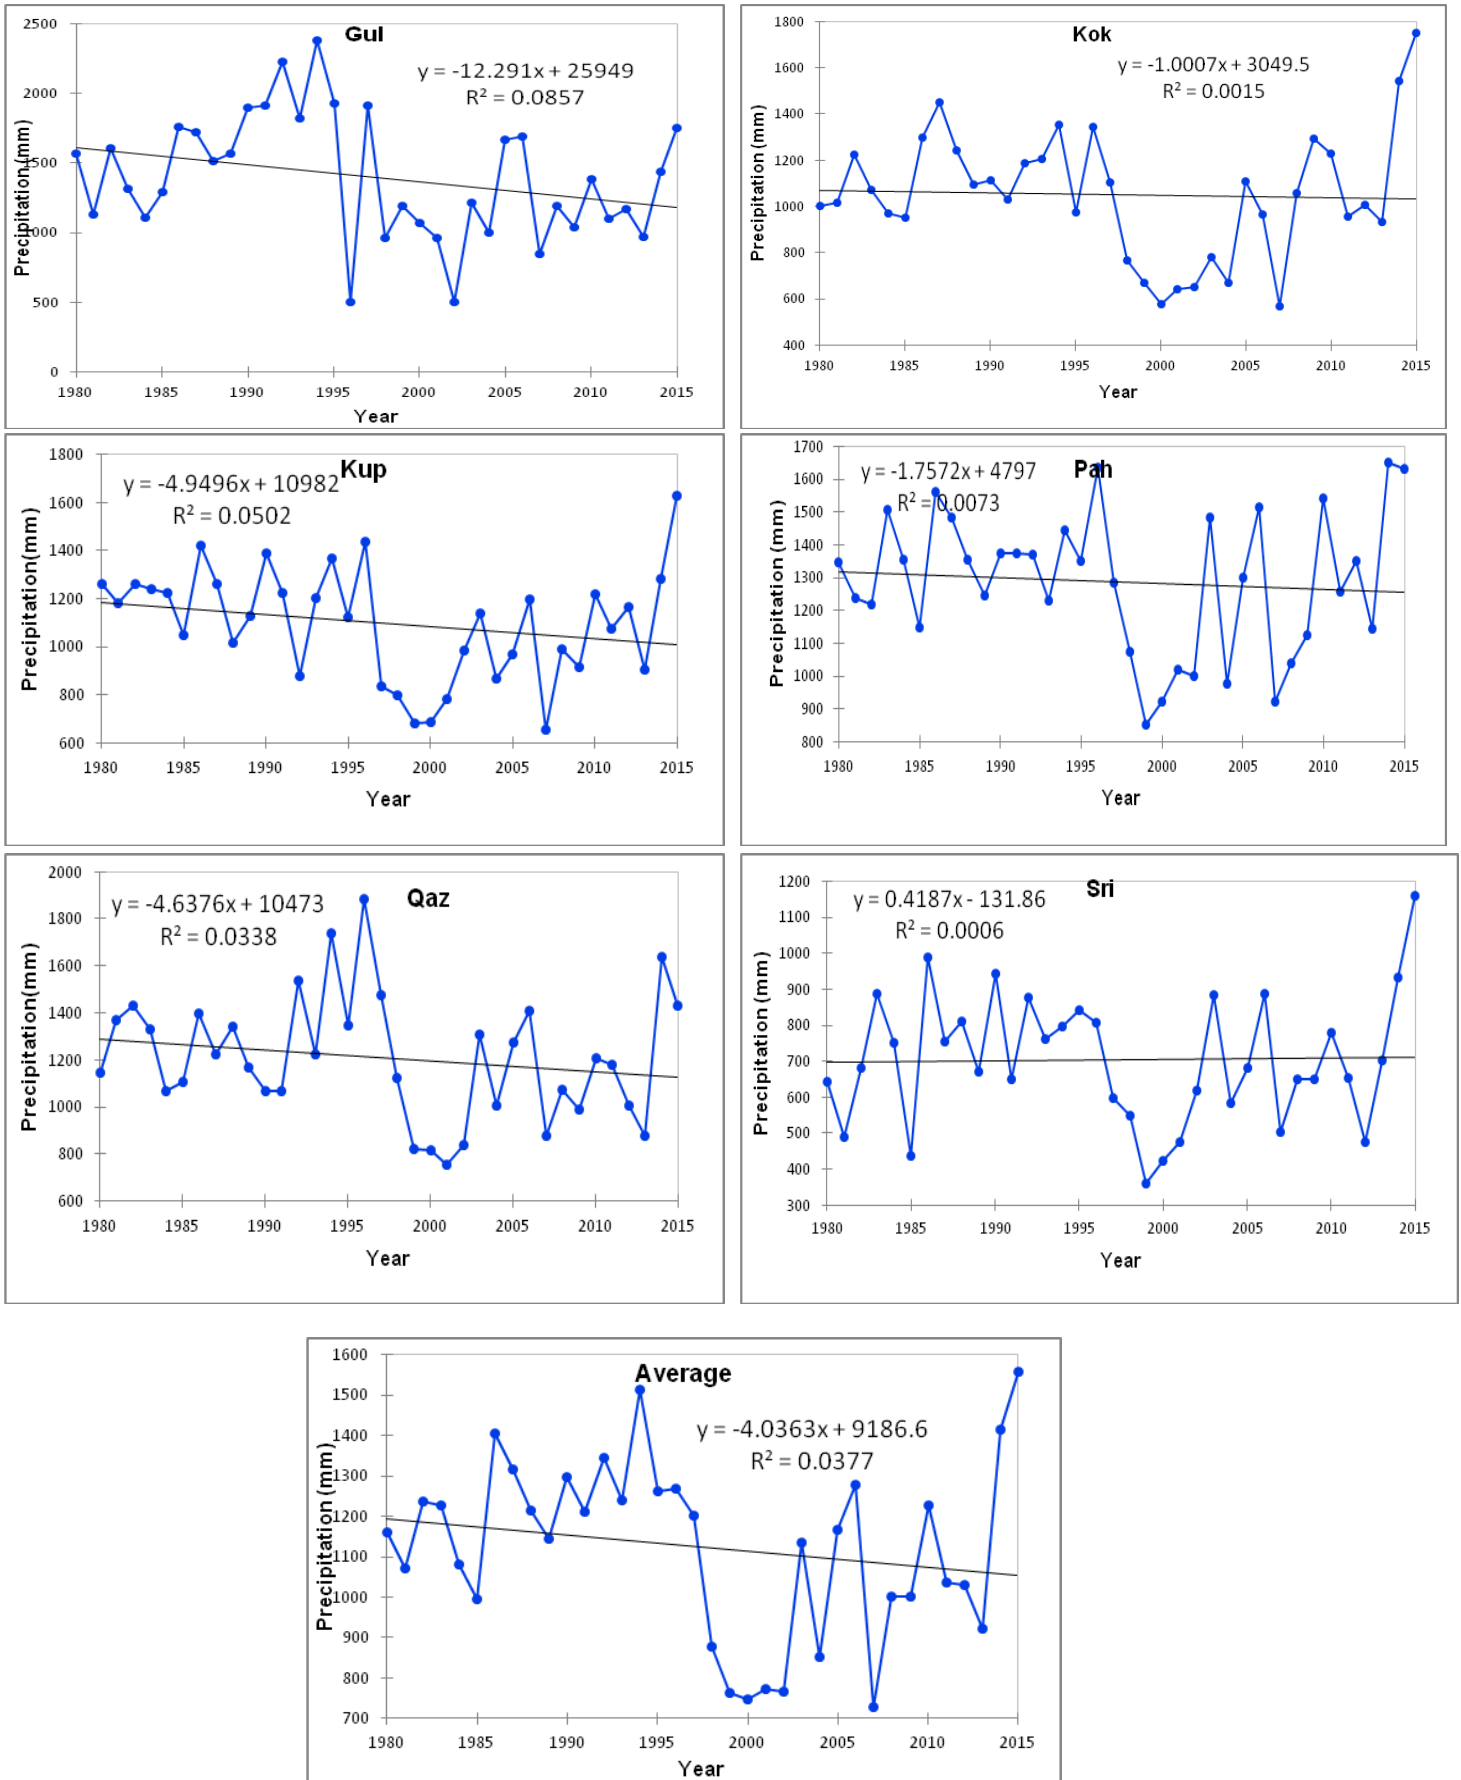 Gul
y = -12.291x + 25949
R² = 0.0857
Precipitation(mm)
2500
2000
1500
1000
500
0
1980 1985 1990 1995 2000 2005 2010 2015
Year
Kok
y = -1.0007x + 3049.5
R² = 0.0015
Precipitation (mm)
1800
1600
1400
1200
1000
800
600
400
1980 1985 1990 1995 2000 2005 2010 2015
Year
Kup
y = -4.9496x + 10982
R² = 0.0502
Precipitation(mm)
1800
1600
1400
1200
1000
800
600
1980 1985 1990 1995 2000 2005 2010 2015
Year
Pah
y = -1.7572x + 4797
R² = 0.0073
Precipitation (mm)
1700
1600
1500
1400
1300
1200
1100
1000
900
800
1980 1985 1990 1995 2000 2005 2010 2015
Year
Qaz
y = -4.6376x + 10473
R² = 0.0338
Precipitation(mm)
2000
1800
1600
1400
1200
1000
800
600
1980 1985 1990 1995 2000 2005 2010 2015
Year
Sri
y = 0.4187x - 131.86
R² = 0.0006
Precipitation (mm)
1200
1100
1000
900
800
700
600
500
400
300
1980 1985 1990 1995 2000 2005 2010 2015
Year
Average
y = -4.0363x + 9186.6
R² = 0.0377
Precipitation (mm)
1600
1500
1400
1300
1200
1100
1000
900
800
700
1980 1985 1990 1995 2000 2005 2010 2015
Year